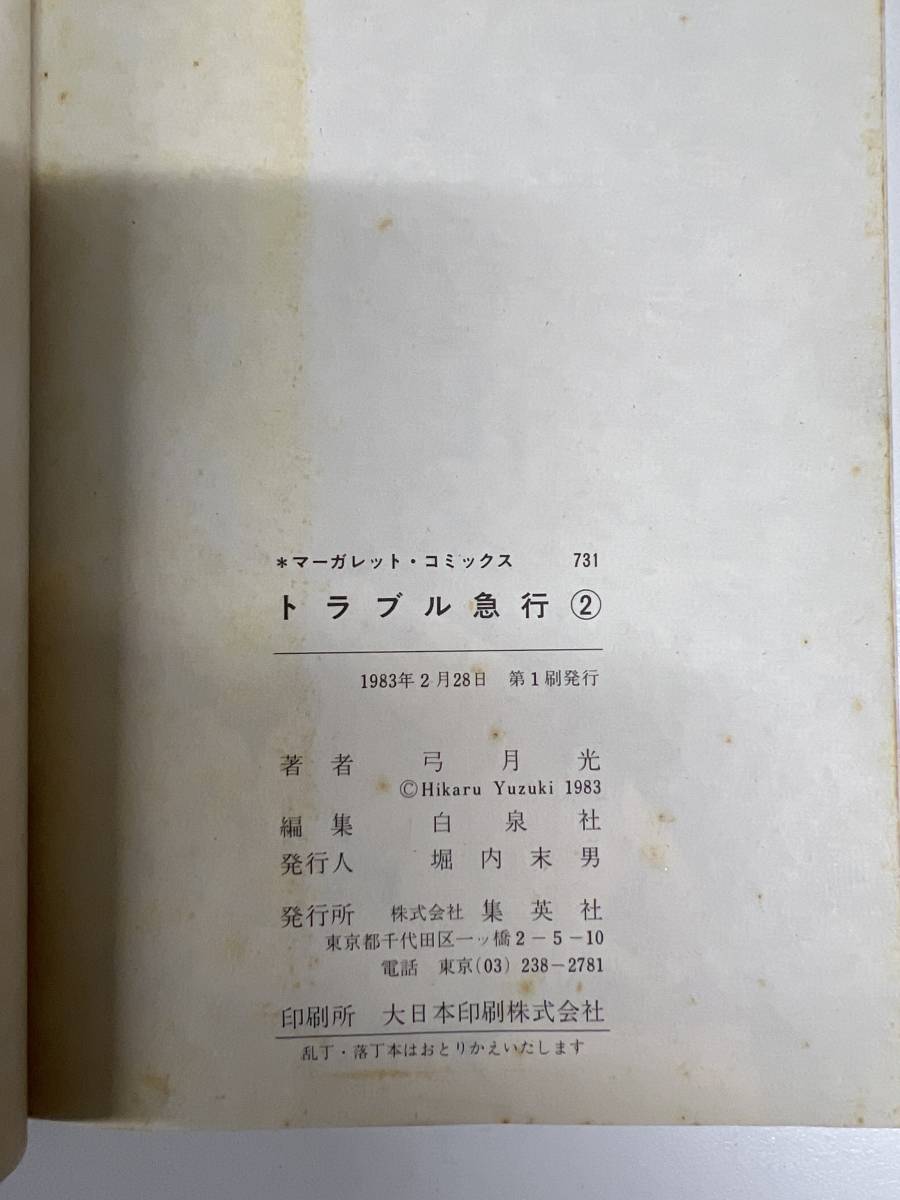 ＊マーガレット・コミックス 731
トラブル急行②
1983年2月28日 第1刷発行
著者 弓月光
©Hikaru Yuzuki 1983
編集 白泉社
発行人 堀内末男
発行所 株式会社 集英社
東京都千代田区一ッ橋2－5－10
電話 東京(03) 238－2781
印刷所 大日本印刷株式会社
乱丁・落丁本はおとりかえいたします